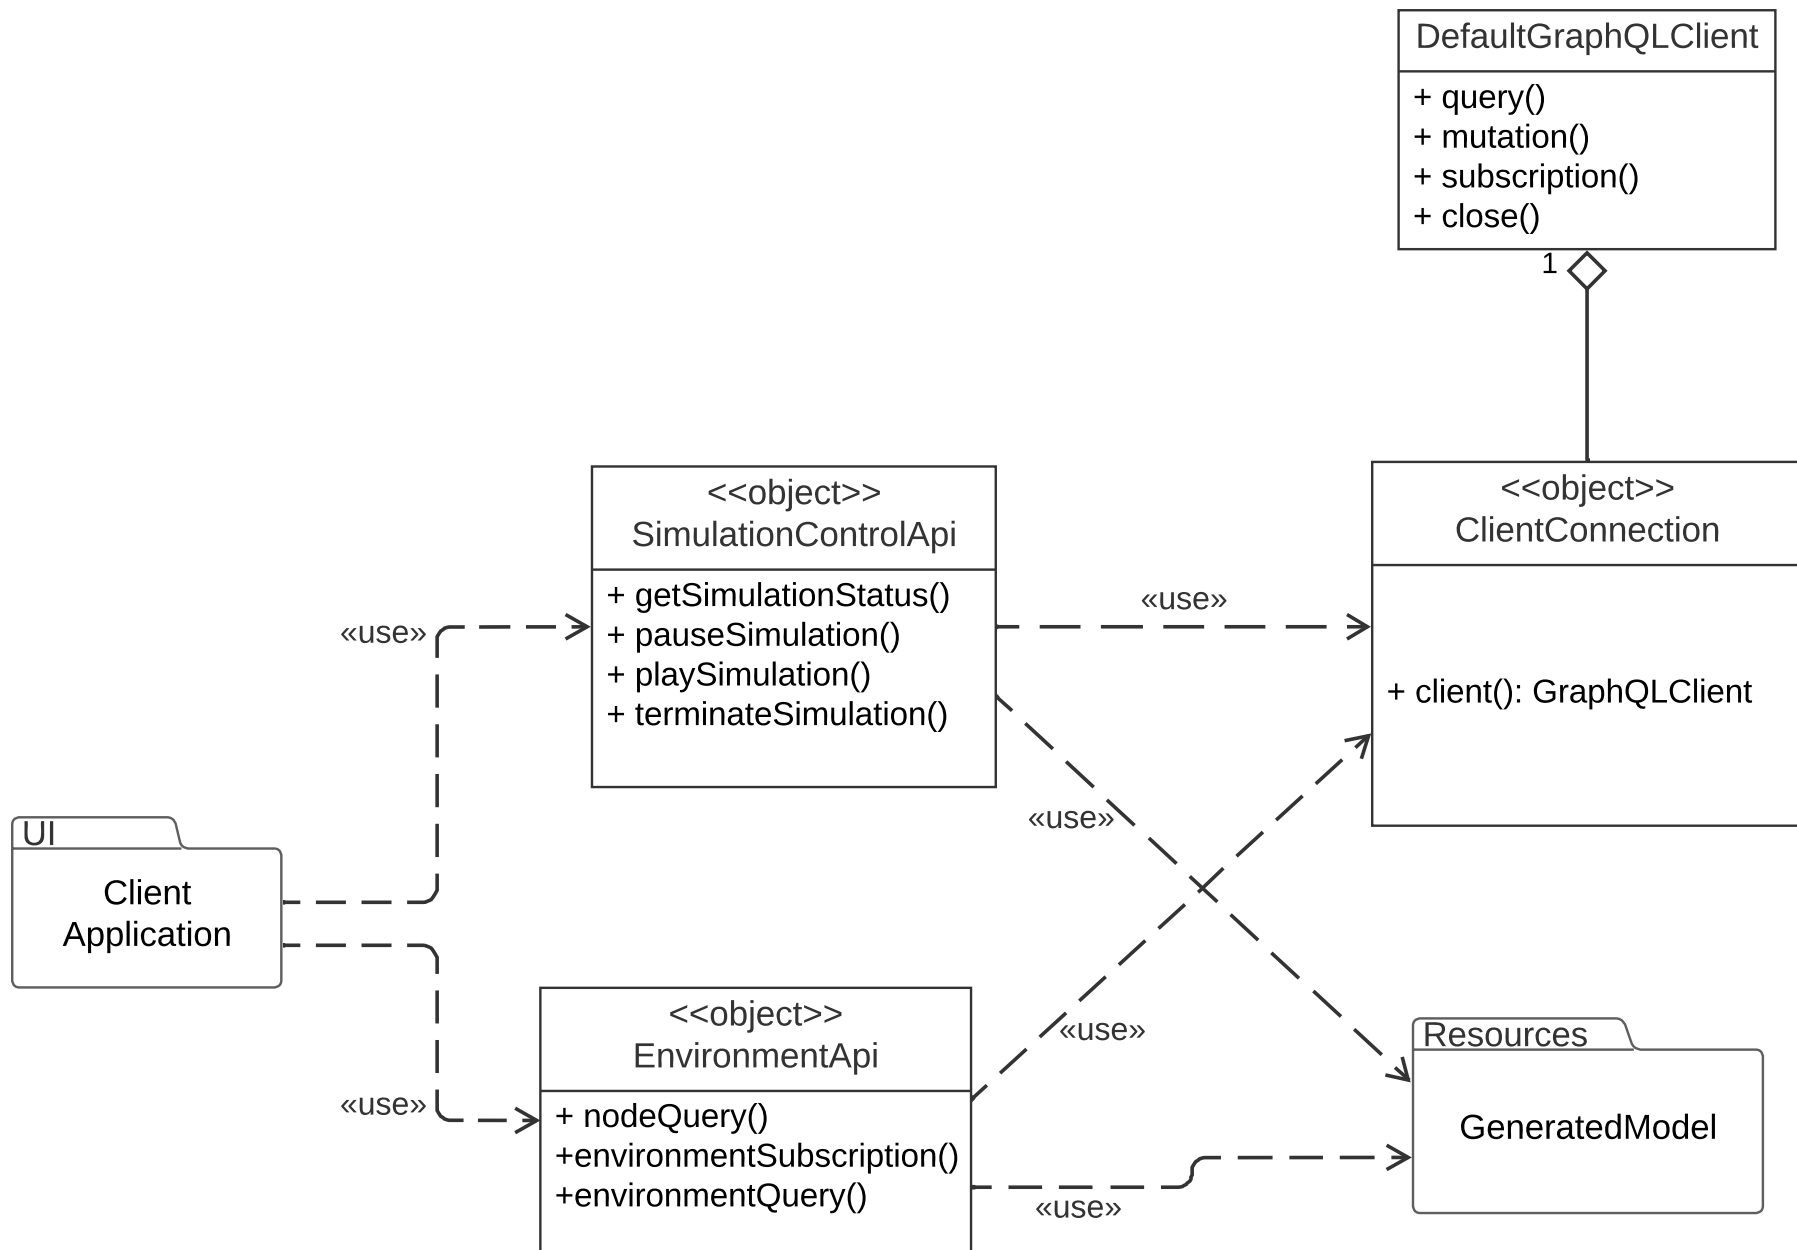 DefaultGraphQLClient
+ query()
+ mutation()
+ subscription()
+ close()
1
<<object>>
SimulationControlApi
+ getSimulationStatus()
+ pauseSimulation()
+ playSimulation()
+ terminateSimulation()
<<object>>
ClientConnection
+ client(): GraphQLClient
«use»
«use»
«use»
UI
Client
Application
«use»
«use»
<<object>>
EnvironmentApi
+ nodeQuery()
+environmentSubscription()
+environmentQuery()
«use»
Resources
GeneratedModel